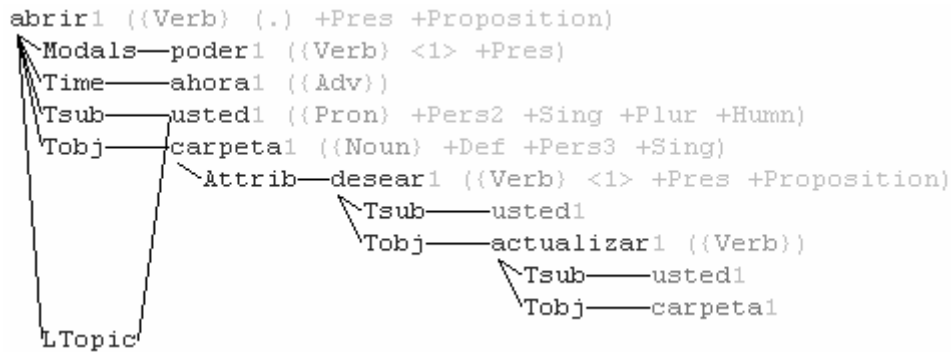 abrir1 ({Verb} (.) +Pres +Proposition)
Modals poder1 ({Verb} <1> +Pres)
Time ahora1 ({Adv})
Tsub usted1 ({Pron} +Pers2 +Sing +Plur +Humn)
Tobj carpeta1 ({Noun} +Def +Pers3 +Sing)
Attrib desear1 ({Verb} <1> +Pres +Proposition)
Tsub usted1
Tobj actualizar1 ({Verb})
Tsub usted1
Tobj carpeta1
LTopic